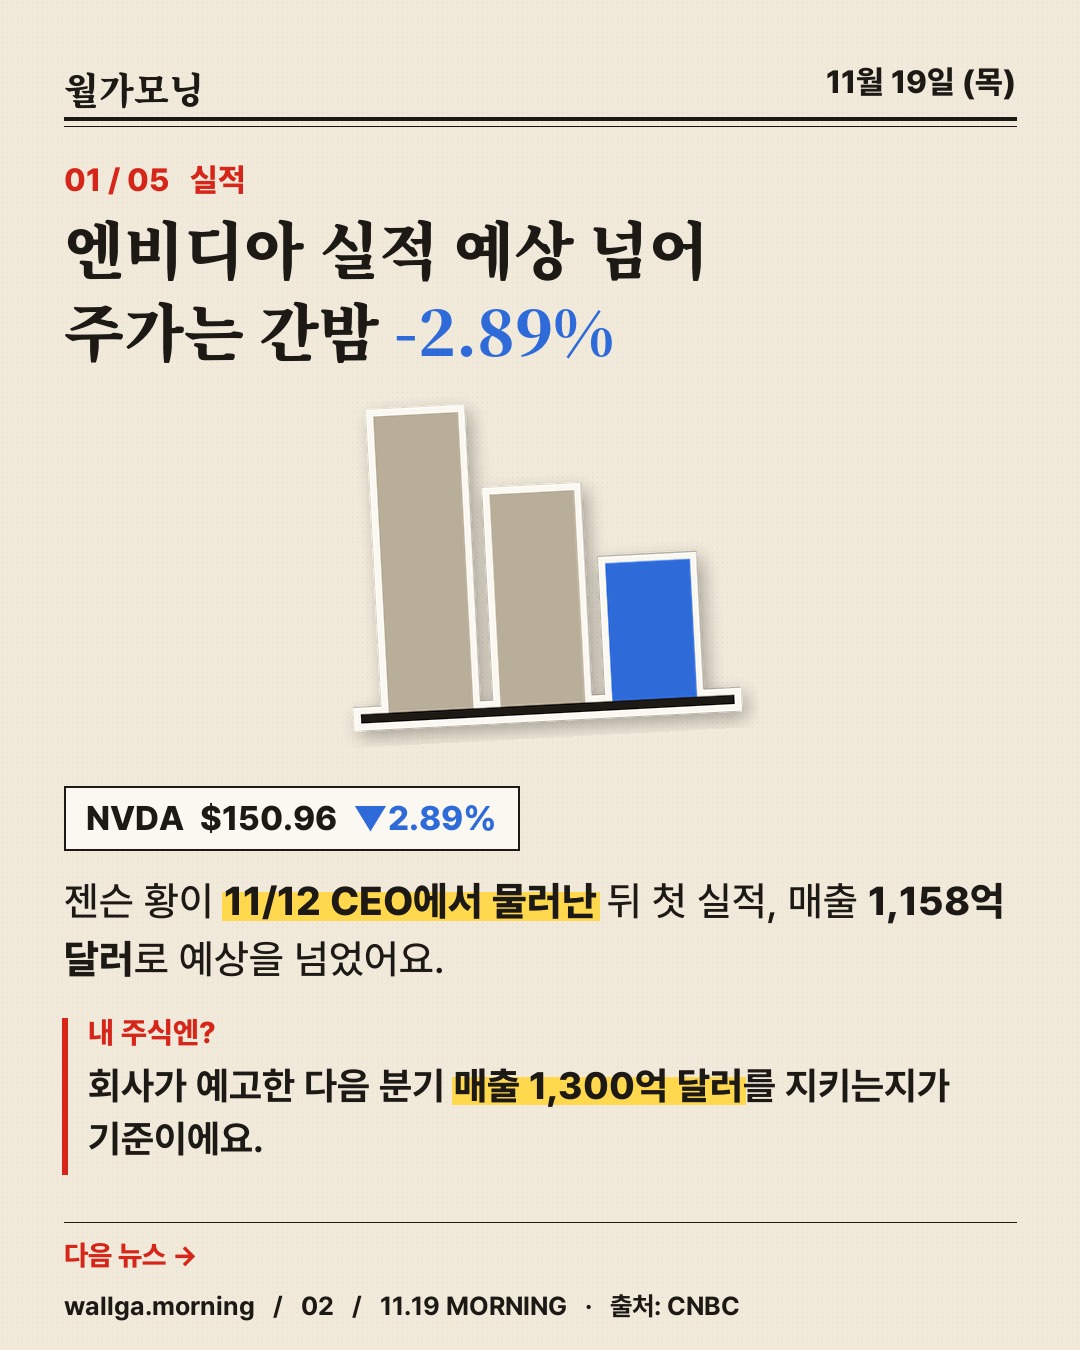 월가모닝
11월 19일 (목)
01 / 05 실적
엔비디아 실적 예상 넘어
주가는 간밤 -2.89%
NVDA $150.96 ▼2.89%
젠슨 황이 11/12 CEO에서 물러난 뒤 첫 실적, 매출 1,158억
달러로 예상을 넘었어요.
내 주식엔?
회사가 예고한 다음 분기 매출 1,300억 달러를 지키는지가
기준이에요.
다음 뉴스 →
wallga.morning / 02 / 11.19 MORNING · 출처: CNBC